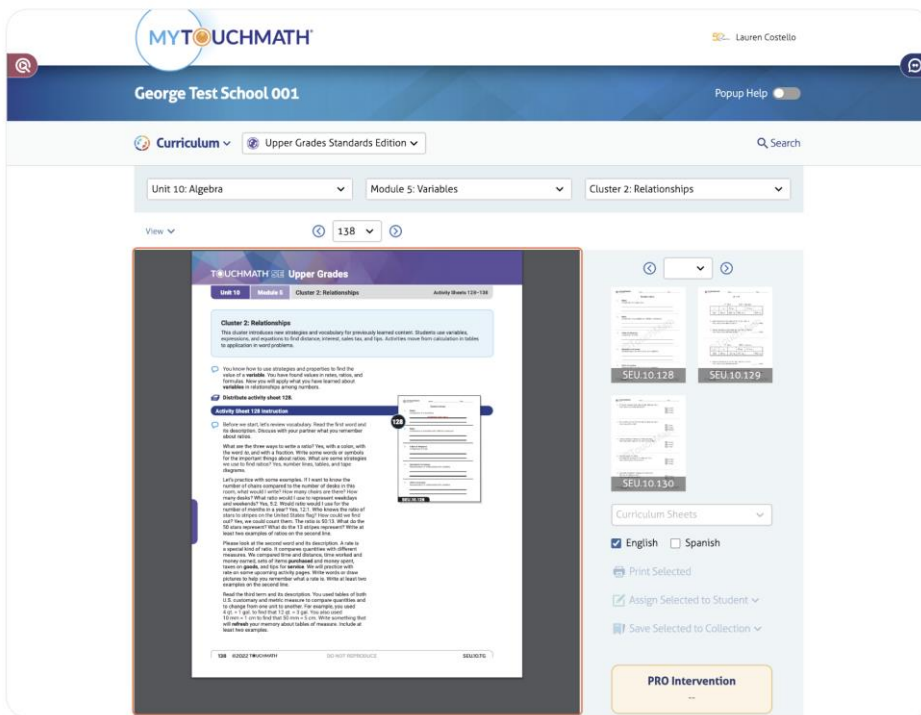 MYTOUCHMATH
Lauren Costello
George Test School 001
Popup Help
Curriculum
Upper Grades Standards Edition
Search
Unit 10: Algebra
Module 5: Variables
Cluster 2: Relationships
View
138
TOUCHMATH Upper Grades
Unit 10
Module 5
Cluster 2: Relationships
Activity Sheets 128–130
Cluster 2: Relationships
This cluster introduces new strategies and vocabulary for previously learned content. Students use variables,
expressions, and equations to find distance, interest, sales tax, and tips. Activities move from calculation in tables
to application in word problems.
You know how to use strategies and properties to find the
value of a variable. You have found values in rates, ratios, and
formulas. Now you will apply what you have learned about
variables in relationships among numbers.
Distribute activity sheet 128.
Activity Sheet 128 Instruction
Before we start, let's review vocabulary. Read the first word and
its description. Discuss with your partner what you remember
about ratios.
What are the three ways to write a ratio? Yes, with a colon, with
the word to, and with a fraction. Write some words or symbols
for the important things about ratios. What are some strategies
we use to find ratios? Yes, number lines, tables, and tape
diagrams.
Let's practice with some examples. If I want to know the
number of chairs compared to the number of desks in this
room, what would I write? How many chairs are there? How
many desks? What ratio would I use to represent weekdays
and weekends? Yes, 5:2. Would ratio would I use for the
number of months in a year? Yes, 12:1. Who knows the ratio of
stars to stripes on the United States flag? How could we find
out? Yes, we could count them. The ratio is 50:13. What do the
50 stars represent? What do the 13 stripes represent? Write at
least two examples of ratios on the second line.
Please look at the second word and its description. A rate is
a special kind of ratio. It compares quantities with different
measures. We compared time and distance, time worked and
money earned, sets of items purchased and money spent,
taxes on goods, and tips for service. We will practice with
rate on some upcoming activity pages. Write words or draw
pictures to help you remember what a rate is. Write at least two
examples on the second line.
Read the third term and its description. You used tables of both
U.S. customary and metric measure to compare quantities and
to change from one unit to another. For example, you used
4 qt. = 1 gal. to find that 12 qt. = 3 gal. You also used
10 mm = 1 cm to find that 50 mm = 5 cm. Write something that
will refresh your memory about tables of measure. Include at
least two examples.
128
SEU.10.128
138 ©2022 TOUCHMATH
DO NOT REPRODUCE
SEU.10.TG
SEU.10.128
SEU.10.129
SEU.10.130
Curriculum Sheets
English
Spanish
Print Selected
Assign Selected to Student
Save Selected to Collection
PRO Intervention
--